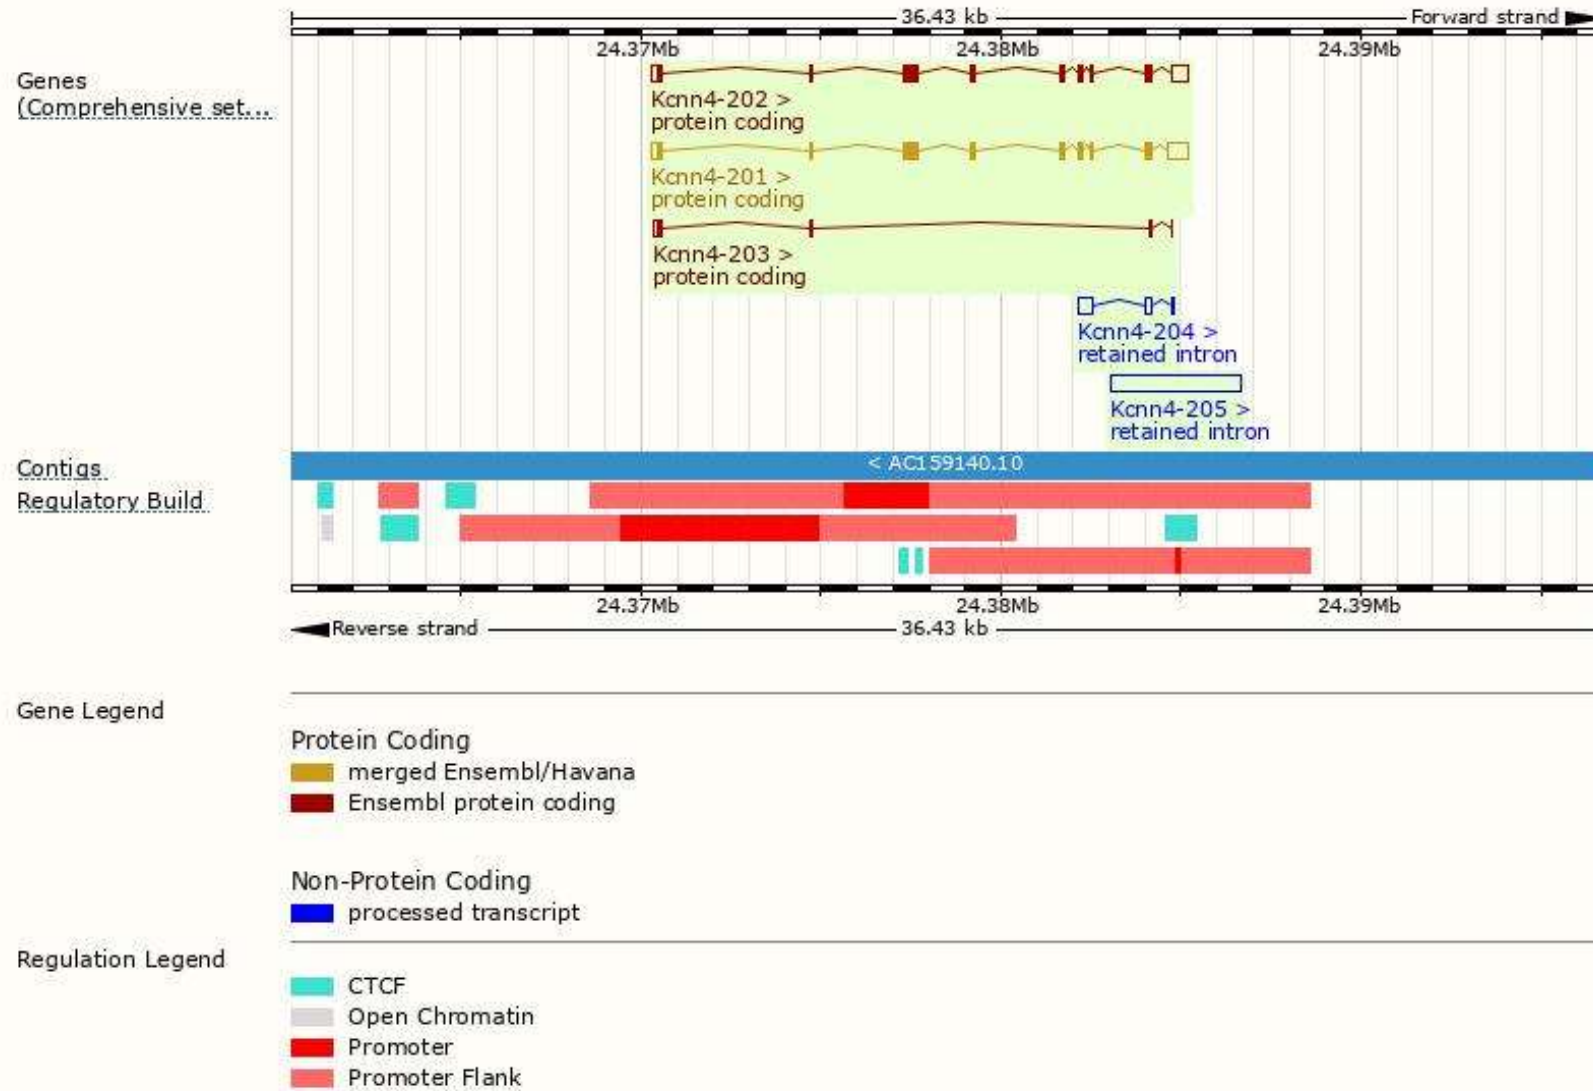 36.43 kb Forward strand
24.37Mb 24.38Mb 24.39Mb
Genes
(Comprehensive set...
Kcnn4-202 >
protein coding
Kcnn4-201 >
protein coding
Kcnn4-203 >
protein coding
Kcnn4-204 >
retained intron
Kcnn4-205 >
retained intron
Contigs
< AC159140.10
Regulatory Build
24.37Mb 24.38Mb 24.39Mb
Reverse strand 36.43 kb
Gene Legend
Protein Coding
merged Ensembl/Havana
Ensembl protein coding
Non-Protein Coding
processed transcript
Regulation Legend
CTCF
Open Chromatin
Promoter
Promoter Flank